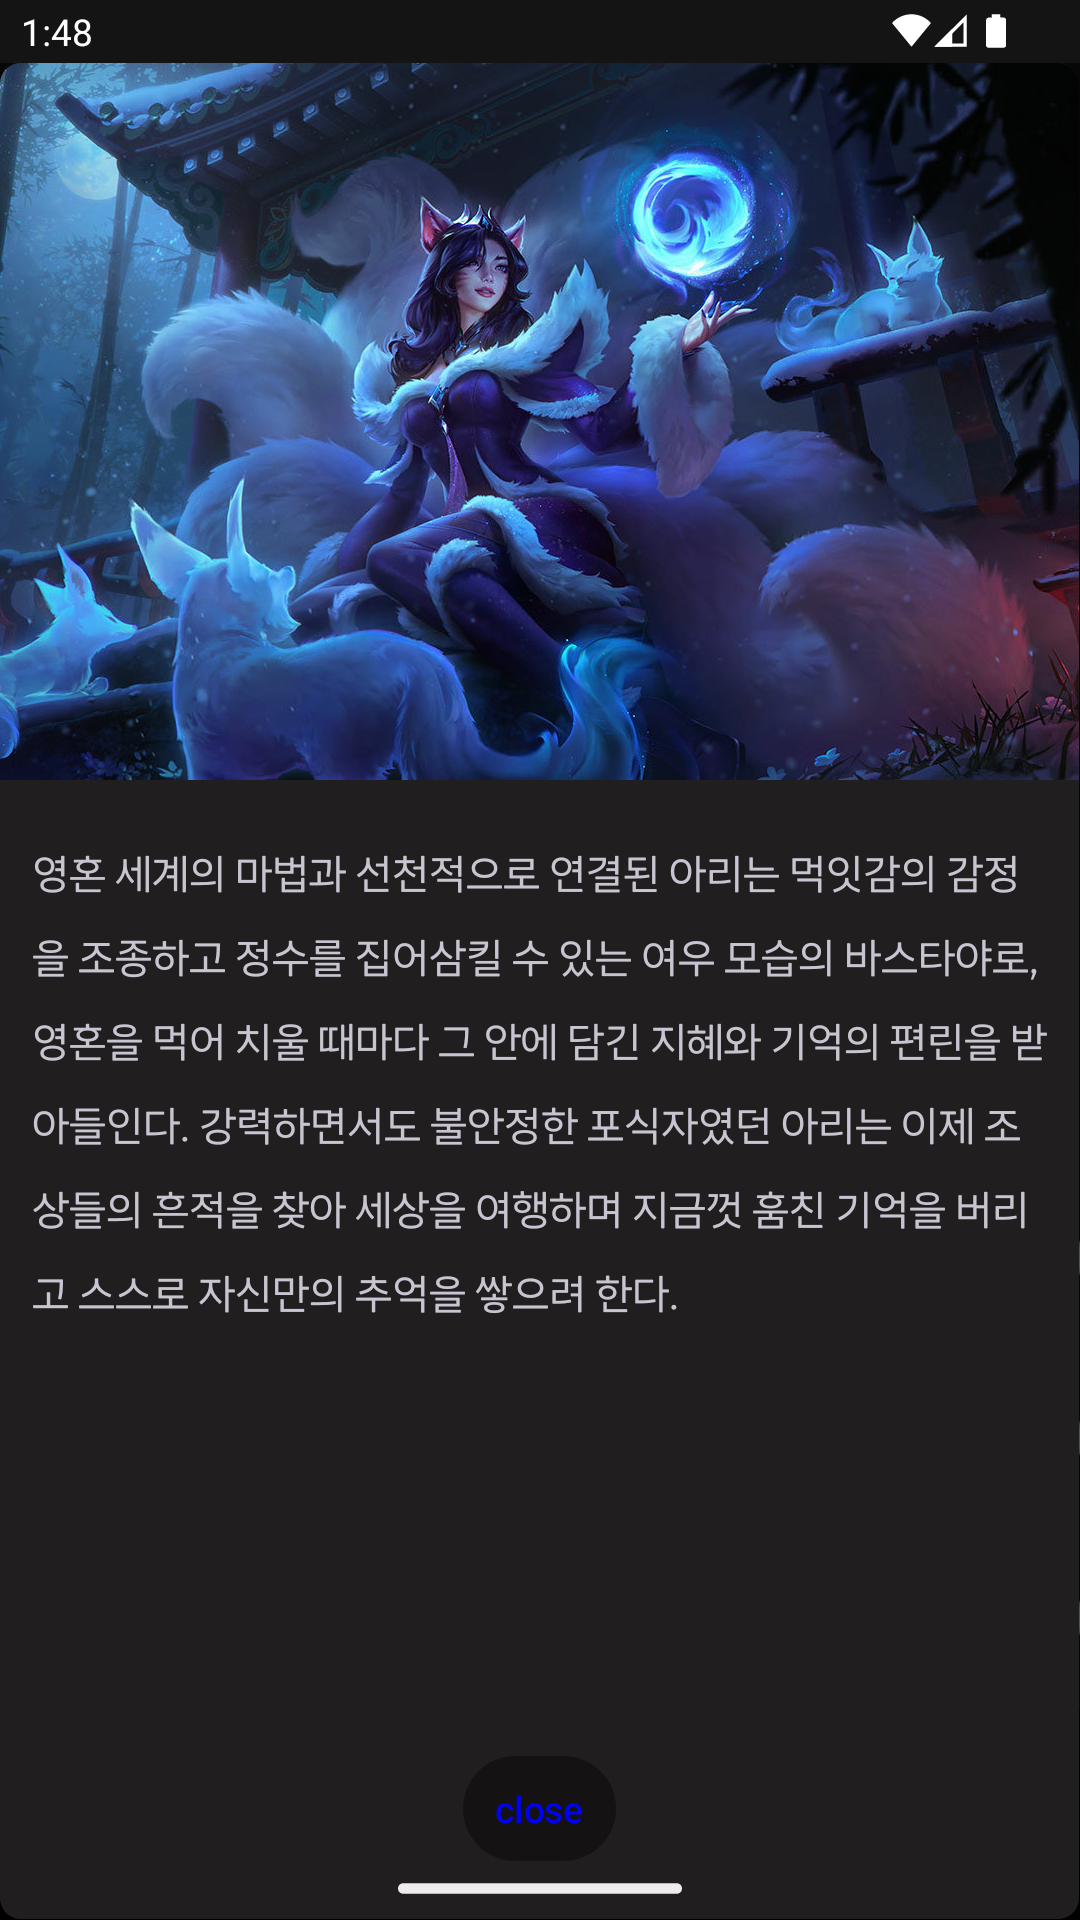 1:48
영혼 세계의 마법과 선천적으로 연결된 아리는 먹잇감의 감정
을 조종하고 정수를 집어삼킬 수 있는 여우 모습의 바스타야로,
영혼을 먹어 치울 때마다 그 안에 담긴 지혜와 기억의 편린을 받
아들인다. 강력하면서도 불안정한 포식자였던 아리는 이제 조
상들의 흔적을 찾아 세상을 여행하며 지금껏 훔친 기억을 버리
고 스스로 자신만의 추억을 쌓으려 한다.
close